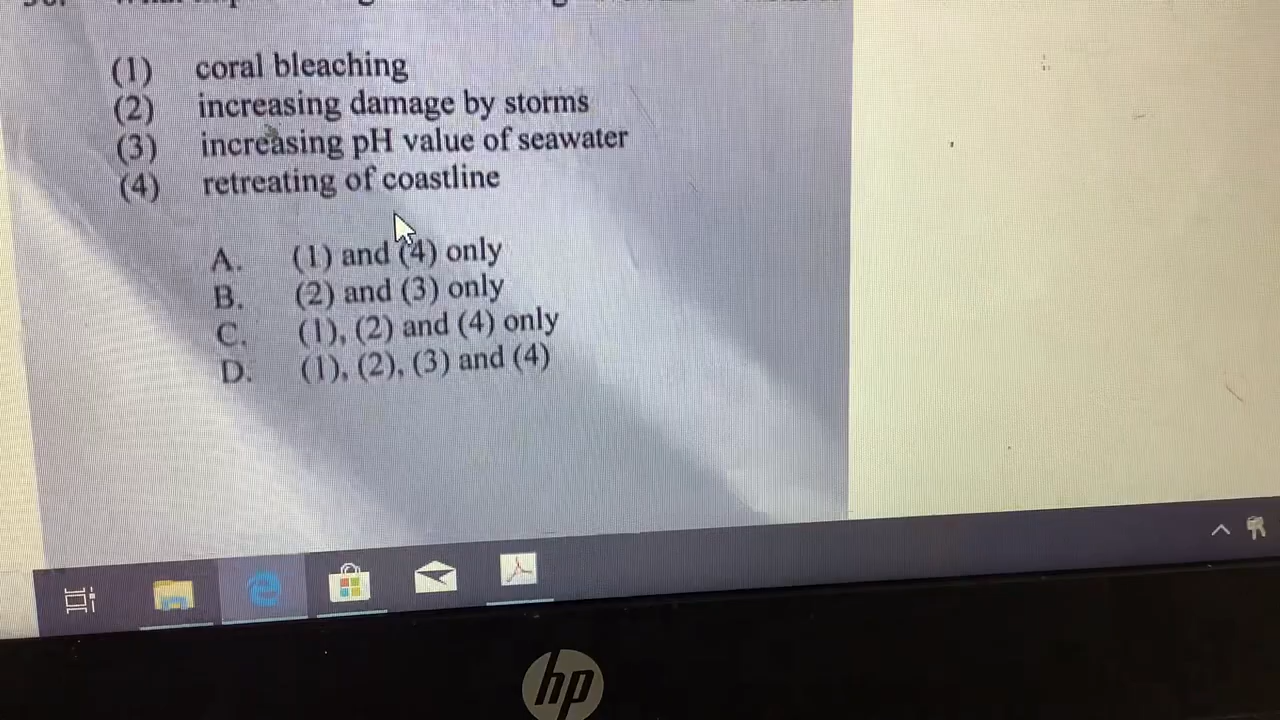 (1) coral bleaching
(2) increasing damage by storms
(3) increasing pH value of seawater
(4) retreating of coastline
A. (1) and (4) only
B. (2) and (3) only
C. (1), (2) and (4) only
D. (1), (2), (3) and (4)
hp